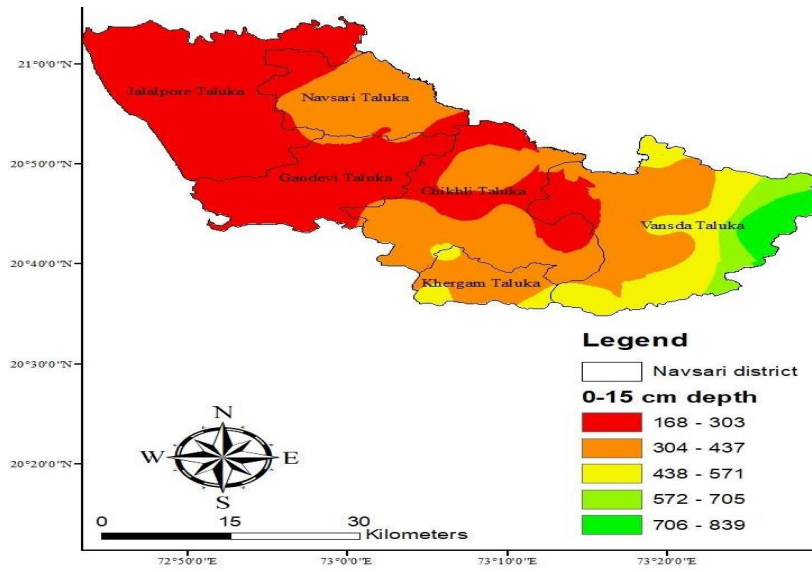 21°0'0"N
20°50'0"N
20°40'0"N
20°30'0"N
20°20'0"N
Jalalpore Taluka
Navsari Taluka
Gandevi Taluka
Chikhli Taluka
Vansda Taluka
Khergam Taluka
Legend
Navsari district
0-15 cm depth
168 - 303
304 - 437
438 - 571
572 - 705
706 - 839
N
W E
S
0 15 30
Kilometers
72°50'0"E 73°0'0"E 73°10'0"E 73°20'0"E